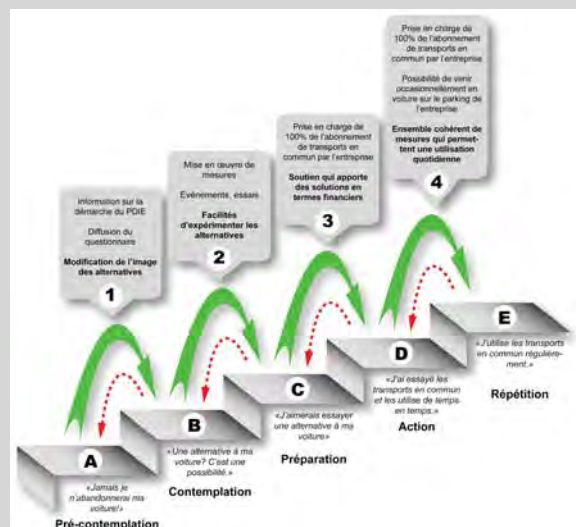 Prise en charge de
100% de l'abonnement
de transports en
commun par l'entreprise
Possibilité de venir
occasionnellement en
voiture sur le parking de
l'entreprise
Ensemble cohérent de
mesures qui permet-
tent une utilisation
quotidienne
4
Prise en charge de
100% de l'abonnement
de transports en
commun par l'entreprise
Soutien qui apporte
des solutions en
termes financiers
3
Mise en œuvre de
mesures
Evénements, essais
Facilités
d'expérimenter les
alternatives
2
Information sur la
démarche du PDIE
Diffusion du
questionnaire
Modification de l'image
des alternatives
1
E
«J'utilise les transports
en commun régulière-
ment.»
Répétition
D
«J'ai essayé les
transports en commun
et les utilise de temps
en temps.»
Action
C
«J'aimerais essayer
une alternative à ma
voiture»
Préparation
B
«Une alternative à ma
voiture? C'est une
possibilité.»
Contemplation
A
«Jamais je
n'abandonnerai ma
voiture!»
Pré-contemplation